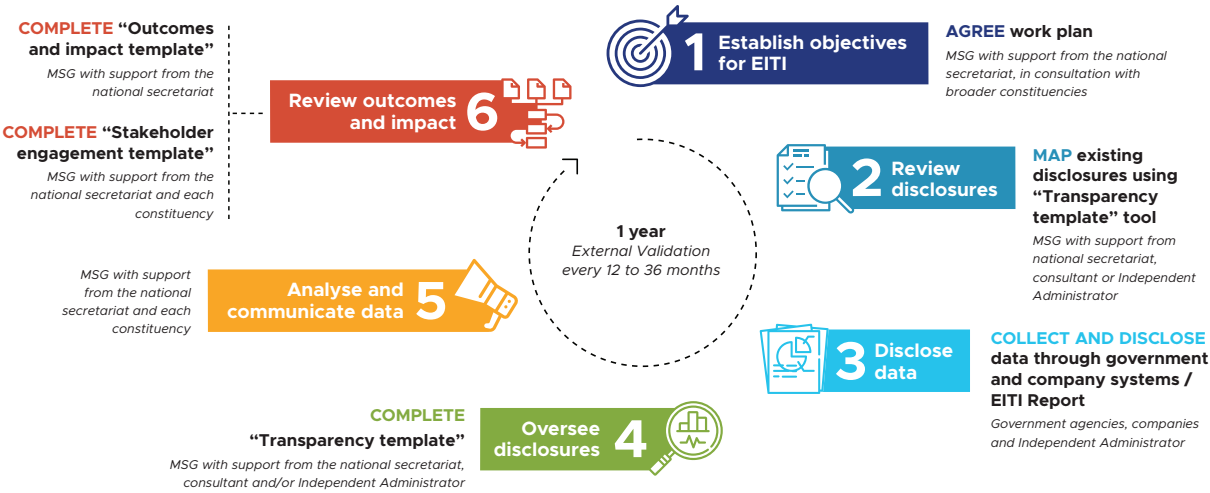 1
Establish objectives
for EITI
AGREE work plan
MSG with support from the national
secretariat, in consultation with
broader constituencies
2
Review
disclosures
MAP existing
disclosures using
“Transparency
template” tool
MSG with support from
national secretariat,
consultant or Independent
Administrator
3
Disclose
data
COLLECT AND DISCLOSE
data through government
and company systems /
EITI Report
Government agencies, companies
and Independent Administrator
Oversee
disclosures
4
COMPLETE
“Transparency template”
MSG with support from the national secretariat,
consultant and/or Independent Administrator
Analyse and
communicate data
5
MSG with support
from the national
secretariat and each
constituency
Review outcomes
and impact
6
COMPLETE “Outcomes
and impact template”
MSG with support from the
national secretariat
COMPLETE “Stakeholder
engagement template”
MSG with support from the
national secretariat and each
constituency
1 year
External Validation
every 12 to 36 months